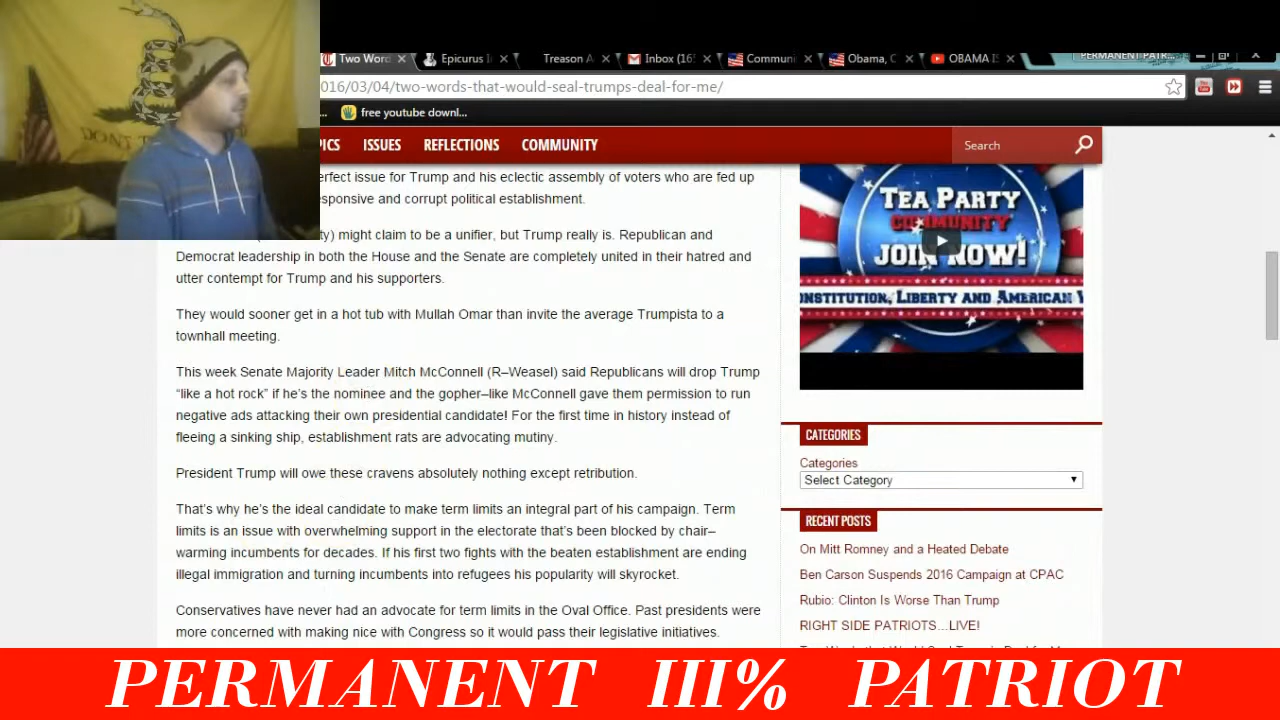 Two Word
Epicurus I
Treason A
Inbox (16
Communi
Obama, C
OBAMA IS
PERMANENT PATR...
016/03/04/two-words-that-would-seal-trumps-deal-for-me/
... free youtube downl...
PICS ISSUES REFLECTIONS COMMUNITY Search
DON'T
erfect issue for Trump and his eclectic assembly of voters who are fed up
responsive and corrupt political establishment.
ty) might claim to be a unifier, but Trump really is. Republican and
Democrat leadership in both the House and the Senate are completely united in their hatred and
utter contempt for Trump and his supporters.
They would sooner get in a hot tub with Mullah Omar than invite the average Trumpista to a
townhall meeting.
This week Senate Majority Leader Mitch McConnell (R–Weasel) said Republicans will drop Trump
“like a hot rock” if he’s the nominee and the gopher–like McConnell gave them permission to run
negative ads attacking their own presidential candidate! For the first time in history instead of
fleeing a sinking ship, establishment rats are advocating mutiny.
President Trump will owe these cravens absolutely nothing except retribution.
That’s why he’s the ideal candidate to make term limits an integral part of his campaign. Term
limits is an issue with overwhelming support in the electorate that’s been blocked by chair–
warming incumbents for decades. If his first two fights with the beaten establishment are ending
illegal immigration and turning incumbents into refugees his popularity will skyrocket.
Conservatives have never had an advocate for term limits in the Oval Office. Past presidents were
more concerned with making nice with Congress so it would pass their legislative initiatives.
TEA PARTY
COMMUNITY
JOIN NOW!
NSTITUTION, LIBERTY AND AMERICAN V
CATEGORIES
Categories
Select Category
RECENT POSTS
On Mitt Romney and a Heated Debate
Ben Carson Suspends 2016 Campaign at CPAC
Rubio: Clinton Is Worse Than Trump
RIGHT SIDE PATRIOTS…LIVE!
PERMANENT III% PATRIOT